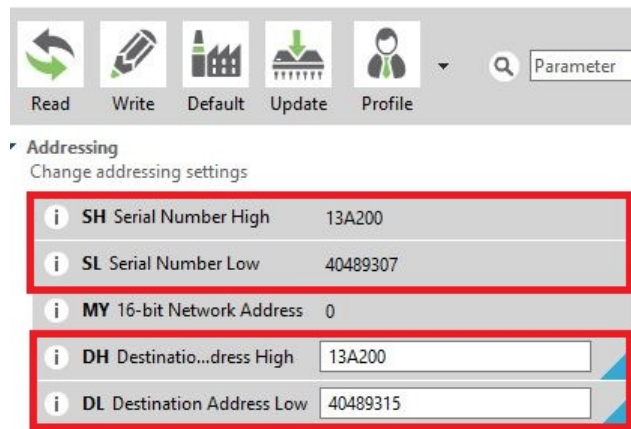 Read Write Default Update Profile Parameter
Addressing
Change addressing settings
i SH Serial Number High 13A200
i SL Serial Number Low 40489307
i MY 16-bit Network Address 0
i DH Destinatio...dress High 13A200
i DL Destination Address Low 40489315